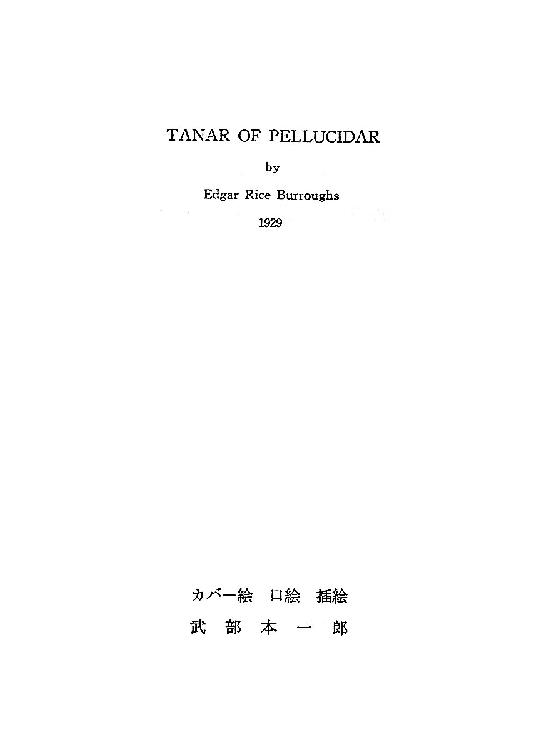 TANAR OF PELLUCIDAR
by
Edgar Rice Burroughs
1929
カバー絵 口絵 挿絵
武部本一郎